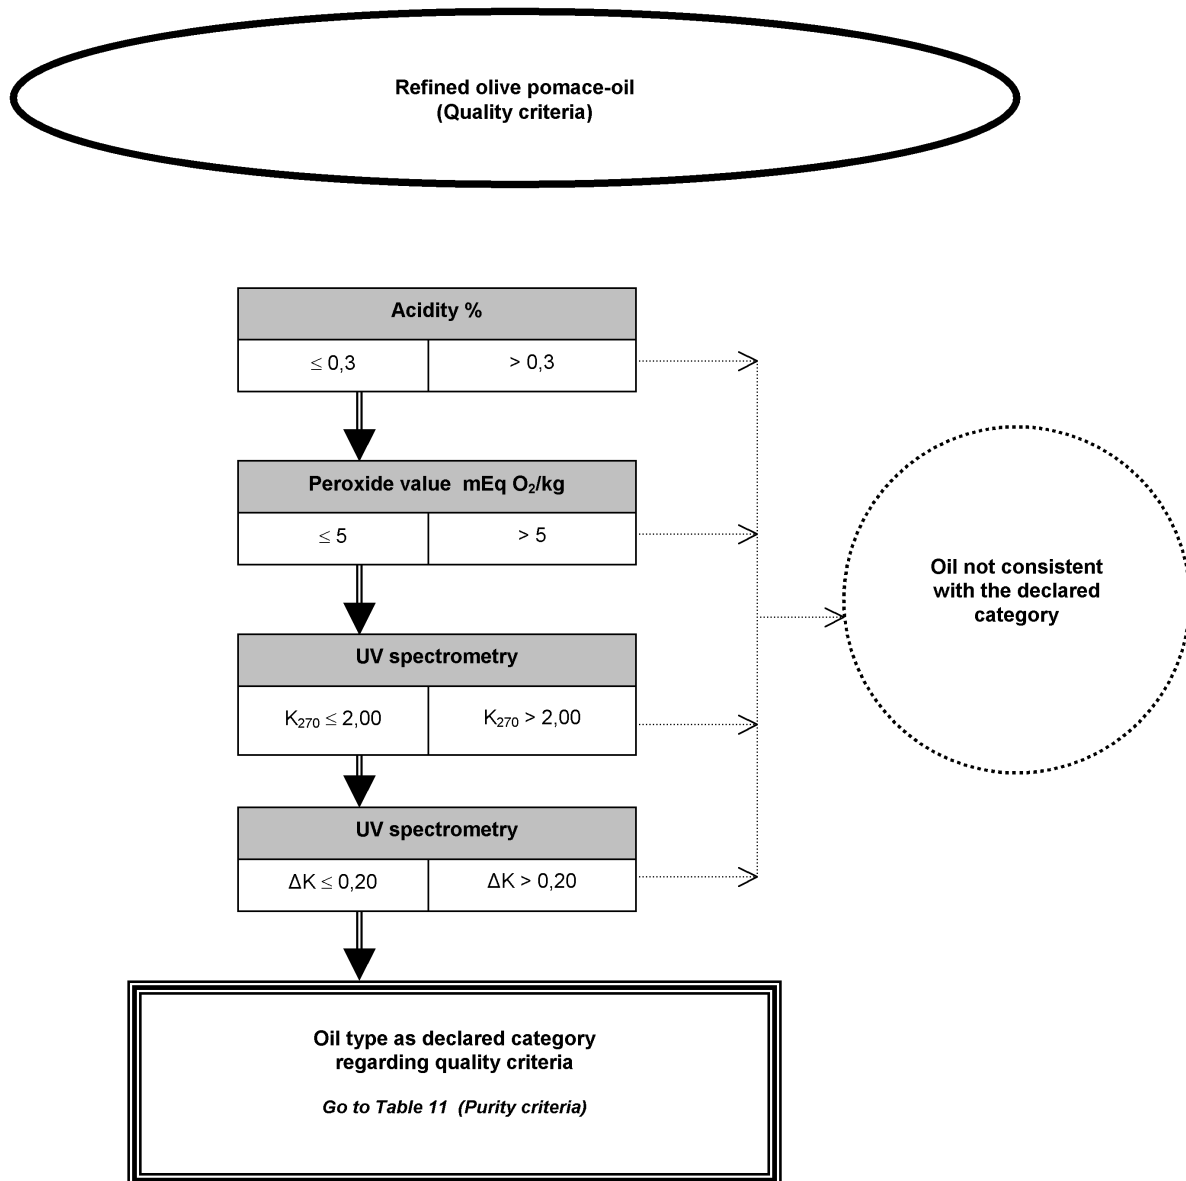 Refined olive pomace-oil
(Quality criteria)
Acidity %
≤ 0,3
> 0,3
Peroxide value mEq O₂/kg
≤ 5
> 5
UV spectrometry
K₂₇₀ ≤ 2,00
K₂₇₀ > 2,00
UV spectrometry
ΔK ≤ 0,20
ΔK > 0,20
Oil not consistent
with the declared
category
Oil type as declared category
regarding quality criteria
Go to Table 11 (Purity criteria)